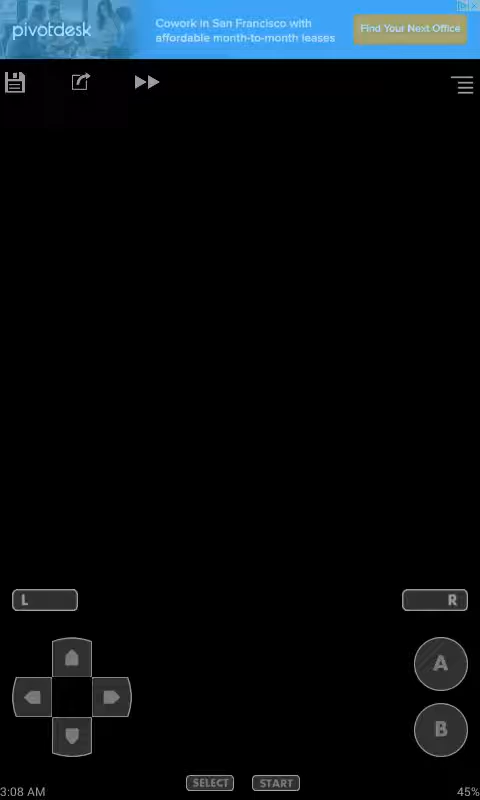 pivotdesk
Cowork in San Francisco with
affordable month-to-month leases
Find Your Next Office
L
R
A
B
SELECT
START
3:08 AM
45%